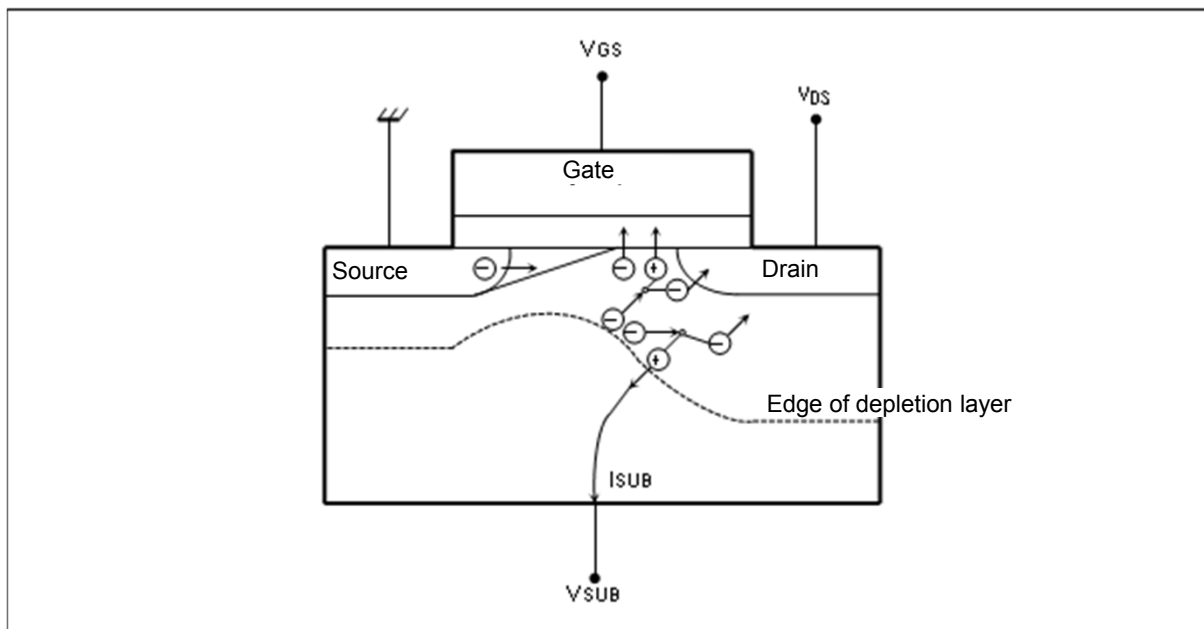 VGS
VDS
Gate
Source
Drain
Edge of depletion layer
ISUB
VSUB